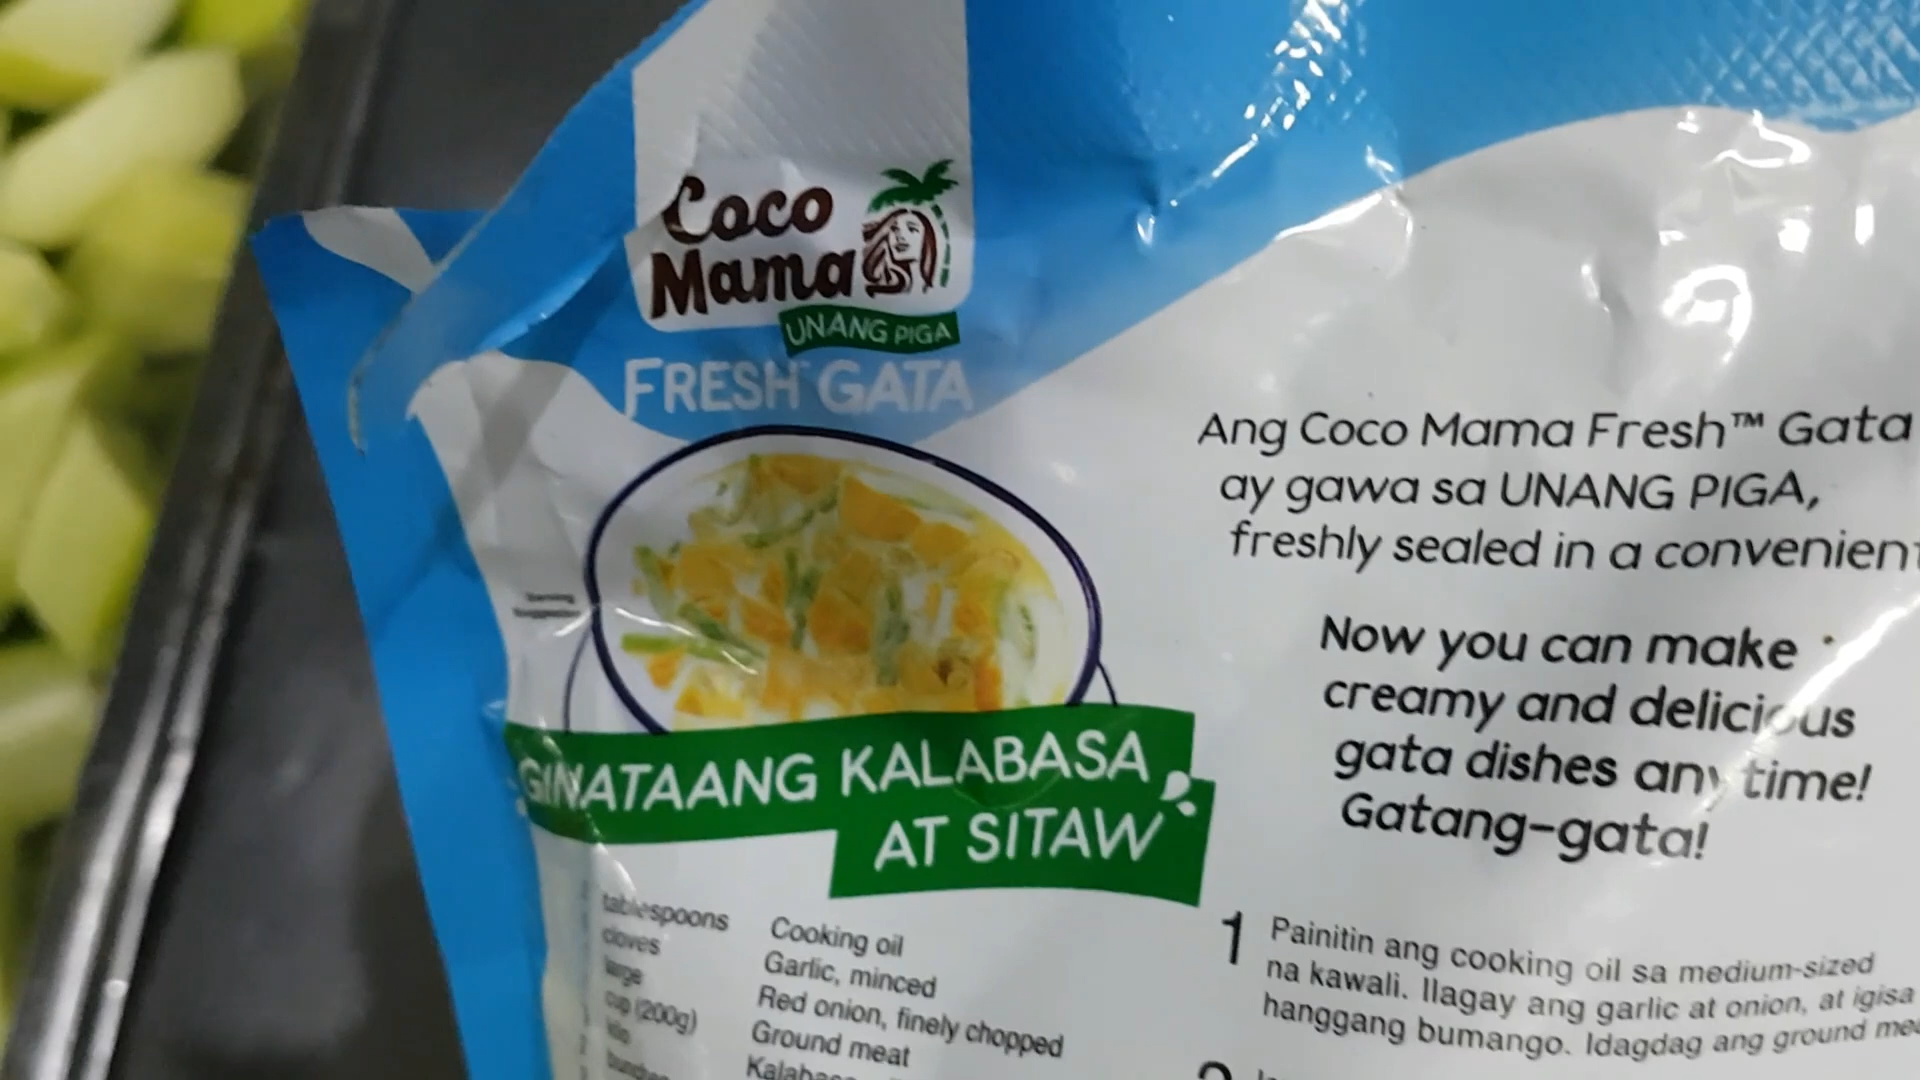 Coco
Mama
UNANG PIGA
FRESH GATA
Ang Coco Mama Fresh™ Gata
ay gawa sa UNANG PIGA,
freshly sealed in a convenient
Now you can make
creamy and delicious
gata dishes anytime!
Gatang-gata!
GINATAANG KALABASA
AT SITAW
tablespoons Cooking oil
cloves Garlic, minced
large Red onion, finely chopped
cup (200g) Ground meat
kilo
1 Painitin ang cooking oil sa medium-sized
na kawali. Ilagay ang garlic at onion, at igisa
hanggang bumango. Idagdag ang ground